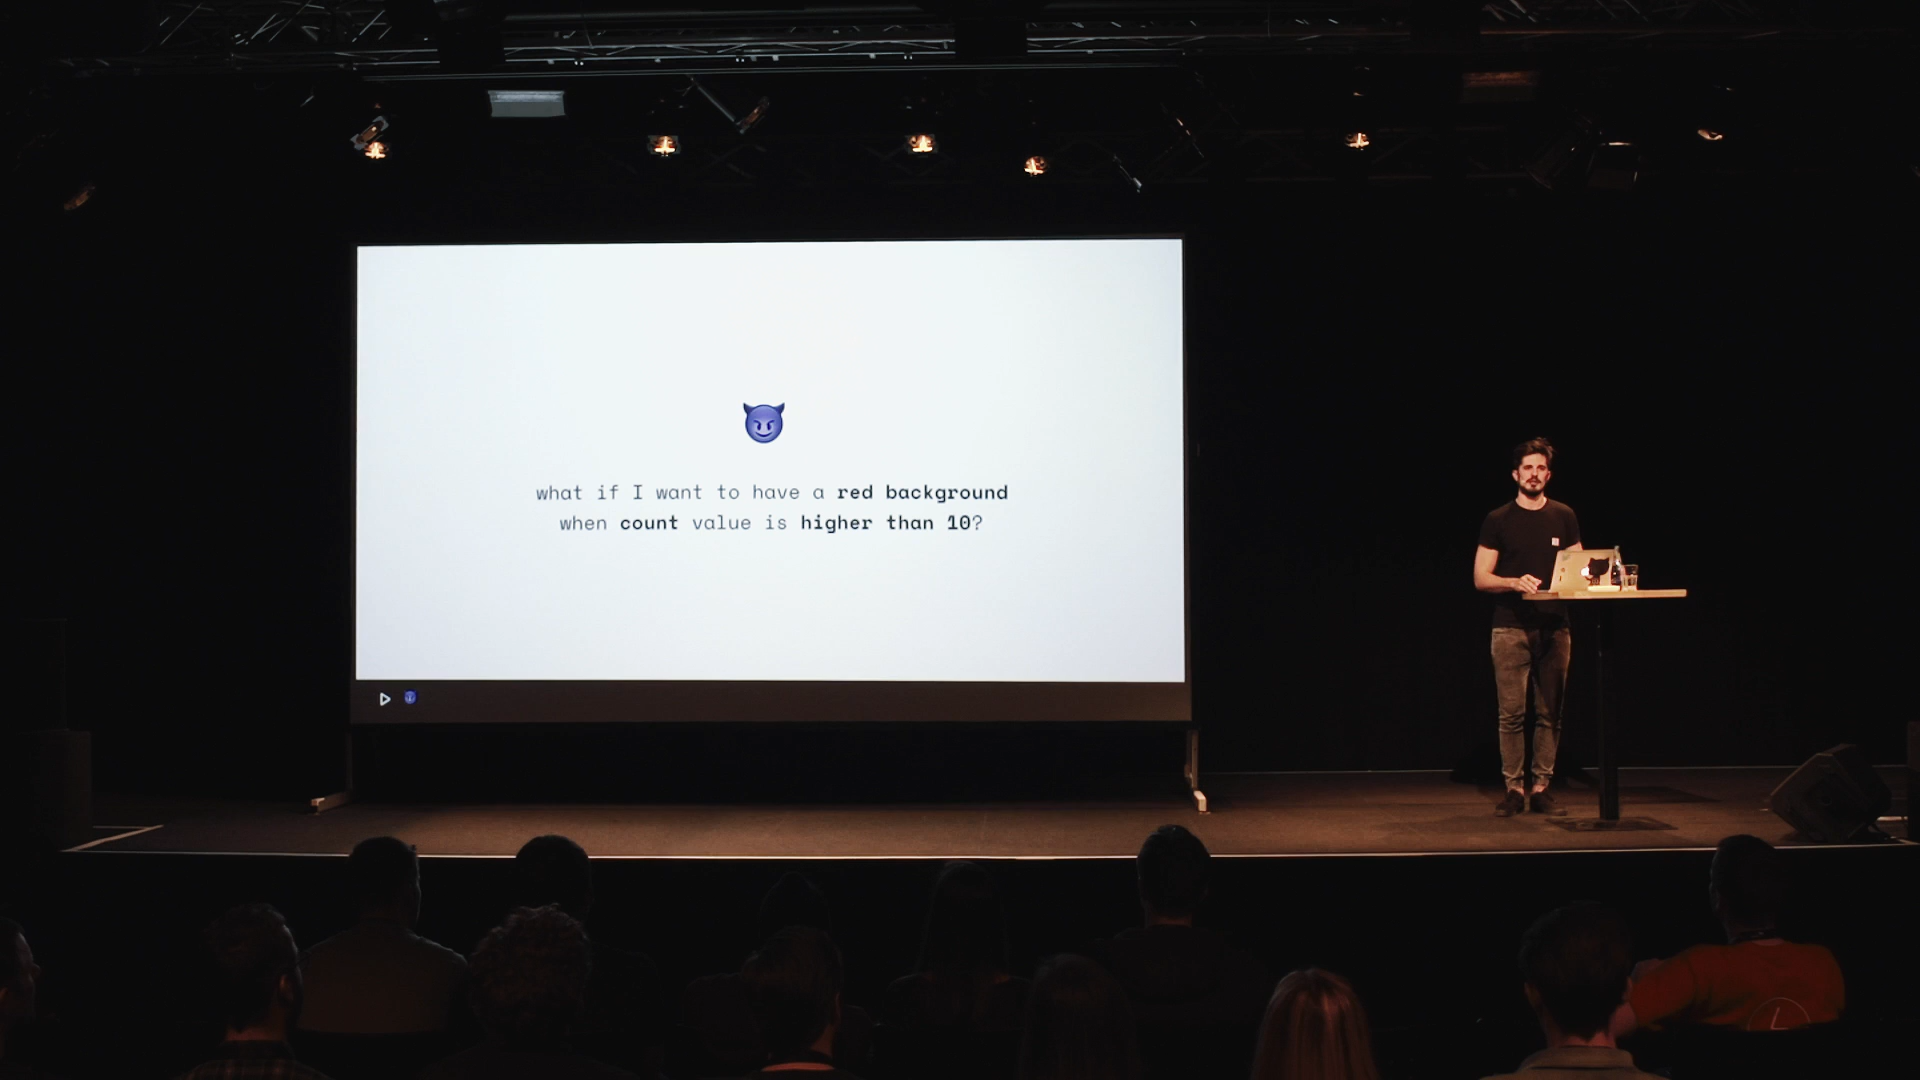 what if I want to have a red background
when count value is higher than 10?